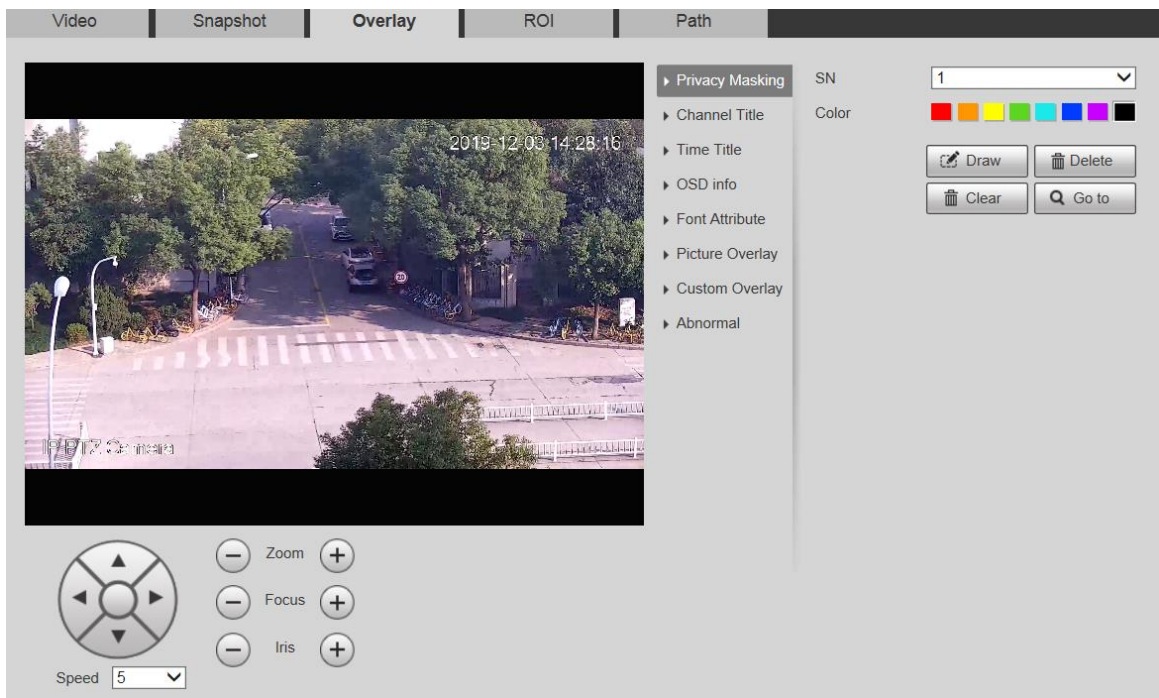 Video Snapshot Overlay ROI Path
2019-12-03 14:28:16
20
IP PTZ Camera
Privacy Masking
Channel Title
Time Title
OSD info
Font Attribute
Picture Overlay
Custom Overlay
Abnormal
SN 1
Color
Draw Delete
Clear Go to
Zoom
Focus
Iris
Speed 5